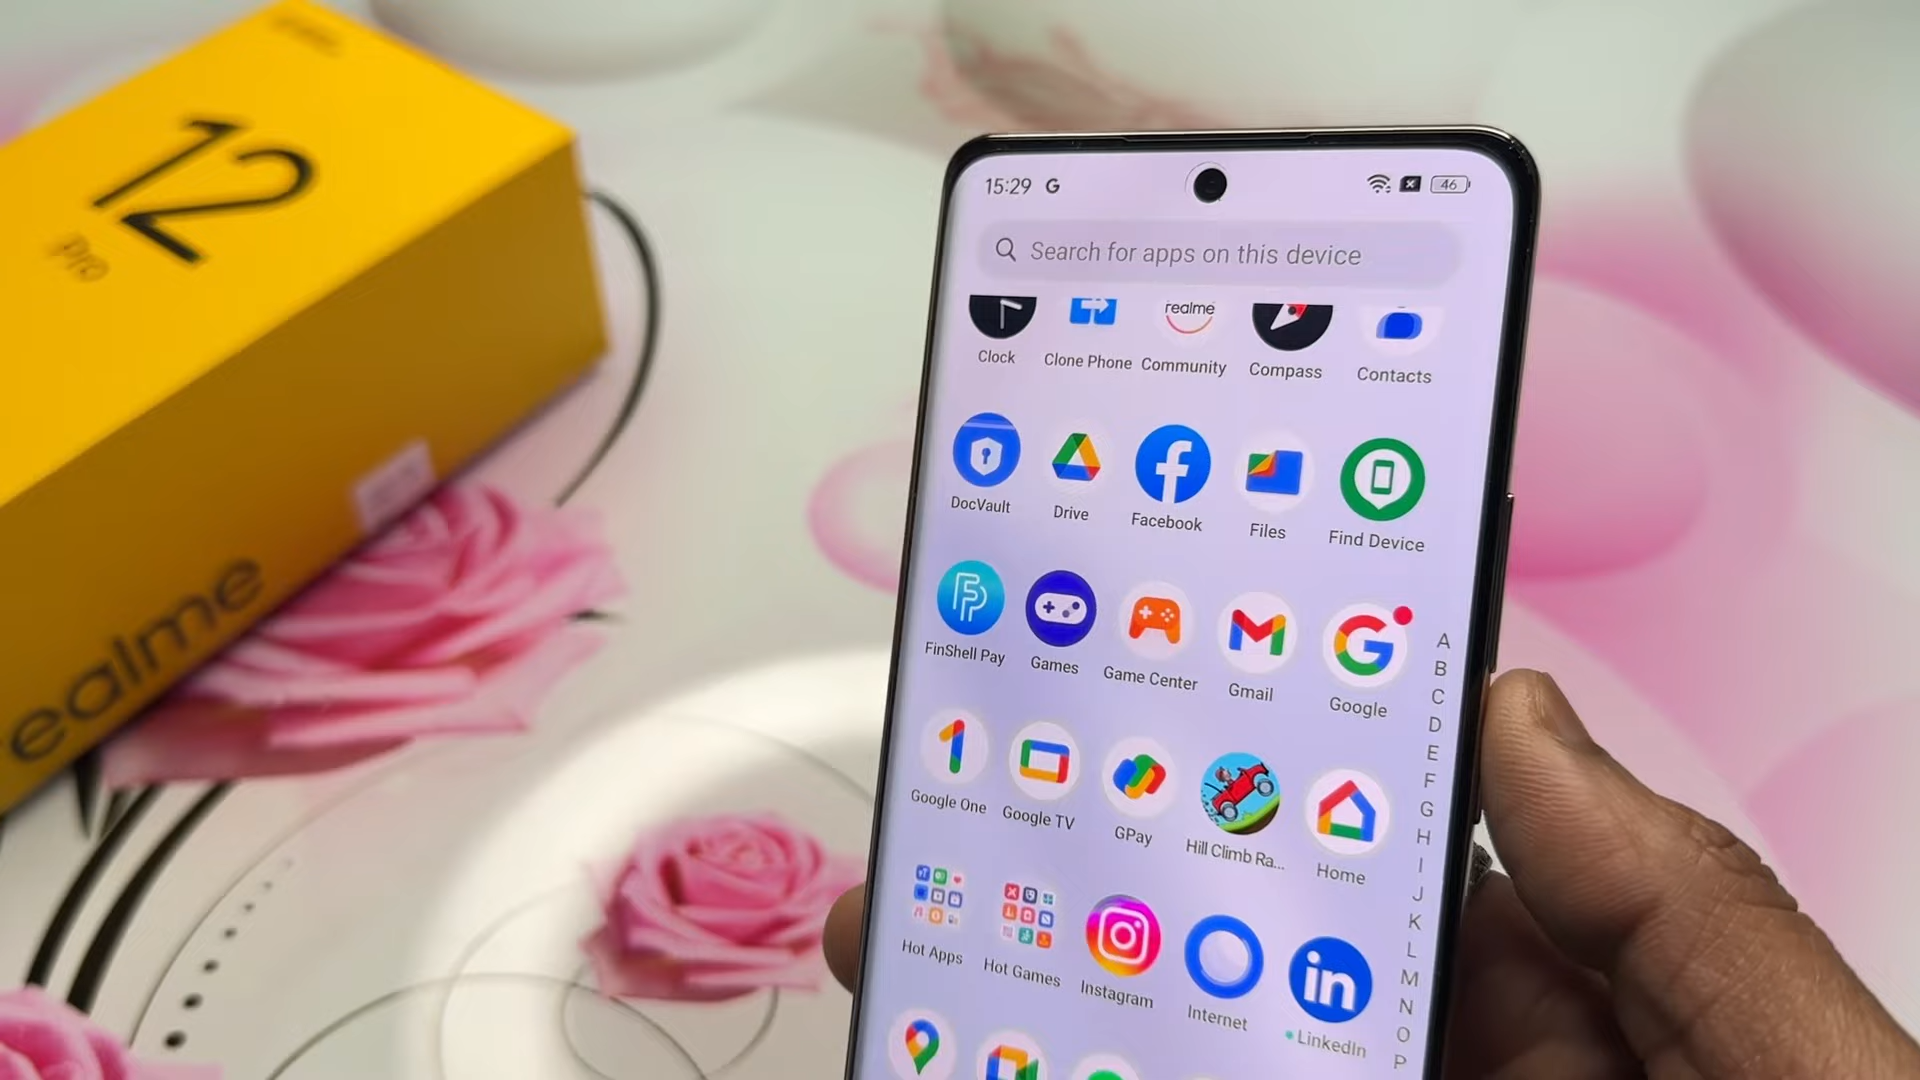 12
Pro
realme
15:29 G
46
Search for apps on this device
realme
Clock
Clone Phone
Community
Compass
Contacts
DocVault
Drive
Facebook
Files
Find Device
FinShell Pay
Games
Game Center
Gmail
Google
Google One
Google TV
GPay
Hill Climb Ra...
Home
Hot Apps
Hot Games
Instagram
Internet
in
LinkedIn
A
B
C
D
E
F
G
H
I
J
K
L
M
N
O
P